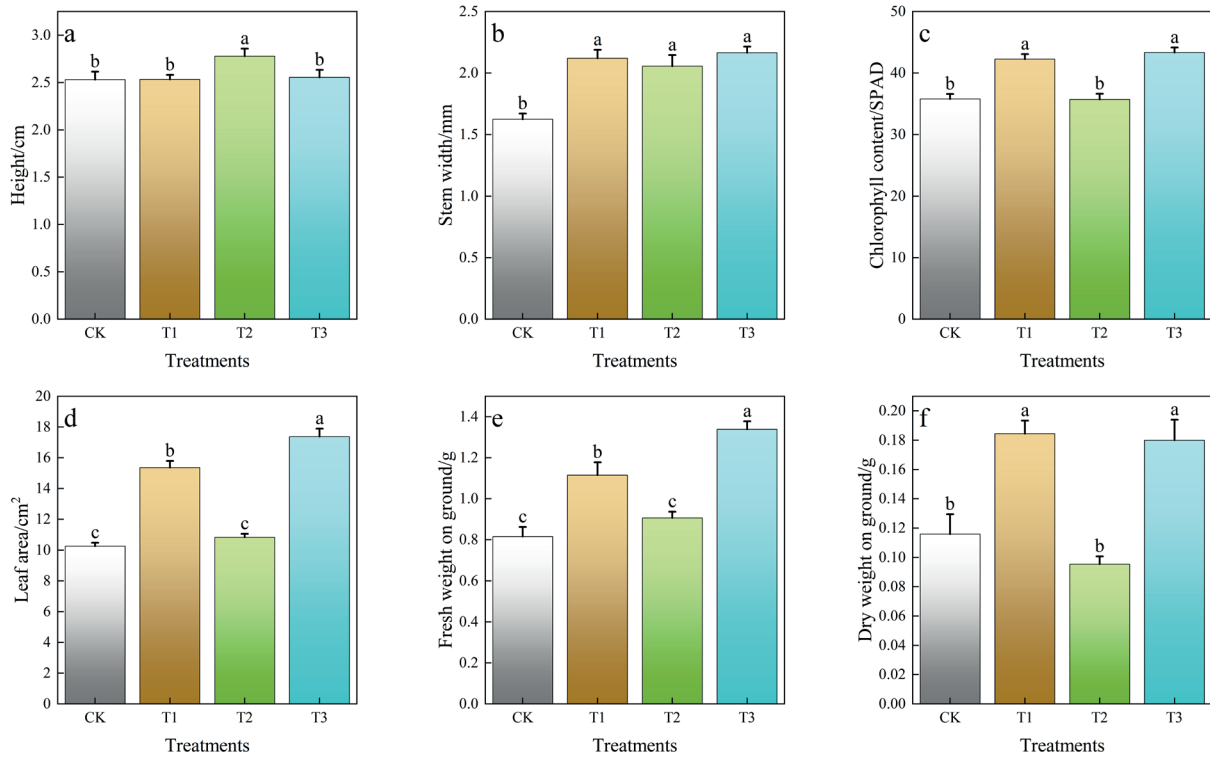 a
Height/cm
3.0
2.5
2.0
1.5
1.0
0.5
0.0
b
b
a
b
CK
T1
T2
T3
Treatments
b
Stem width/mm
2.5
2.0
1.5
1.0
0.5
0.0
b
a
a
a
CK
T1
T2
T3
Treatments
c
Chlorophyll content/SPAD
50
40
30
20
10
0
b
a
b
a
CK
T1
T2
T3
Treatments
d
Leaf area/cm²
20
18
16
14
12
10
8
6
4
2
0
c
b
c
a
CK
T1
T2
T3
Treatments
e
Fresh weight on ground/g
1.4
1.2
1.0
0.8
0.6
0.4
0.2
0.0
c
b
c
a
CK
T1
T2
T3
Treatments
f
Dry weight on ground/g
0.20
0.18
0.16
0.14
0.12
0.10
0.08
0.06
0.04
0.02
0.00
b
a
b
a
CK
T1
T2
T3
Treatments